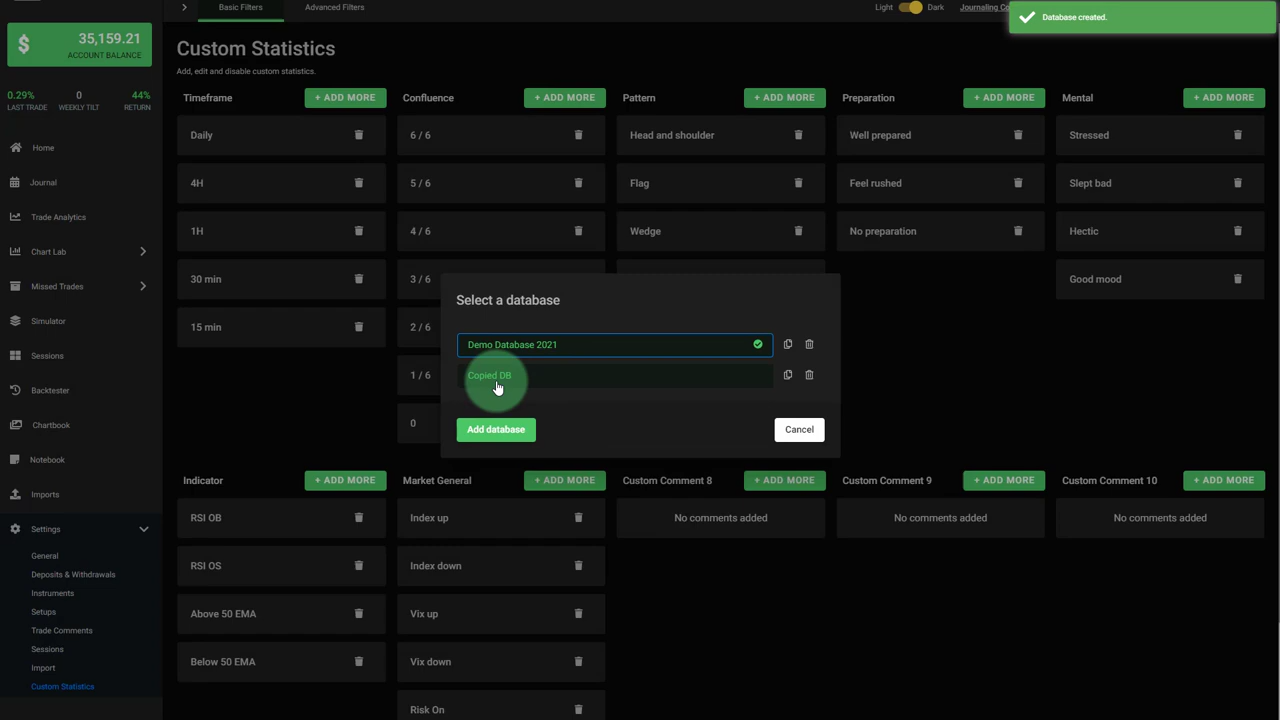 Basic Filters
Advanced Filters
Light
Dark
Journaling Co
Database created.
$
35,159.21
ACCOUNT BALANCE
0.29%
LAST TRADE
0
WEEKLY TILT
44%
RETURN
Home
Journal
Trade Analytics
Chart Lab
Missed Trades
Simulator
Sessions
Backtester
Chartbook
Notebook
Imports
Settings
General
Deposits & Withdrawals
Instruments
Setups
Trade Comments
Sessions
Import
Custom Statistics
Custom Statistics
Add, edit and disable custom statistics.
Timeframe
+ ADD MORE
Daily
4H
1H
30 min
15 min
Confluence
+ ADD MORE
6 / 6
5 / 6
4 / 6
3 / 6
2 / 6
1 / 6
0
Pattern
+ ADD MORE
Head and shoulder
Flag
Wedge
Preparation
+ ADD MORE
Well prepared
Feel rushed
No preparation
Mental
+ ADD MORE
Stressed
Slept bad
Hectic
Good mood
Select a database
Demo Database 2021
Copied DB
Add database
Cancel
Indicator
+ ADD MORE
RSI OB
RSI OS
Above 50 EMA
Below 50 EMA
Market General
+ ADD MORE
Index up
Index down
Vix up
Vix down
Risk On
Custom Comment 8
+ ADD MORE
No comments added
Custom Comment 9
+ ADD MORE
No comments added
Custom Comment 10
+ ADD MORE
No comments added